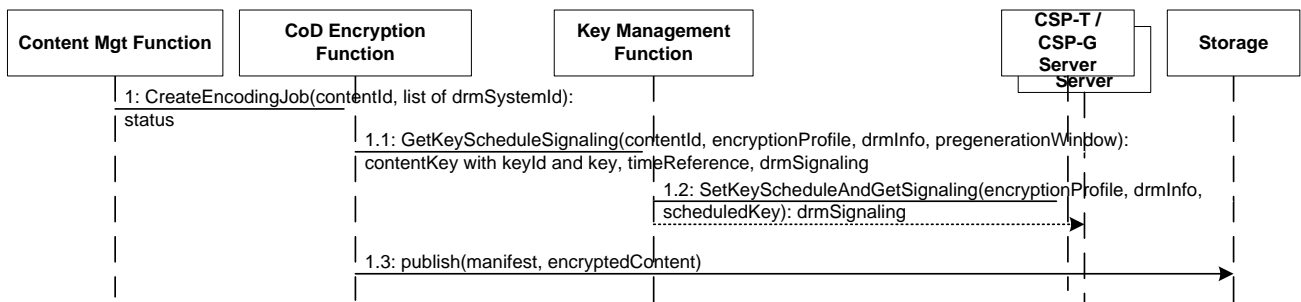 Content Mgt Function
CoD Encryption
Function
Key Management
Function
CSP-T /
CSP-G
Server
Server
Storage
1: CreateEncodingJob(contentId, list of drmSystemId):
status
1.1: GetKeyScheduleSignaling(contentId, encryptionProfile, drmInfo, pregenerationWindow):
contentKey with keyId and key, timeReference, drmSignaling
1.2: SetKeyScheduleAndGetSignaling(encryptionProfile, drmInfo,
scheduledKey): drmSignaling
1.3: publish(manifest, encryptedContent)